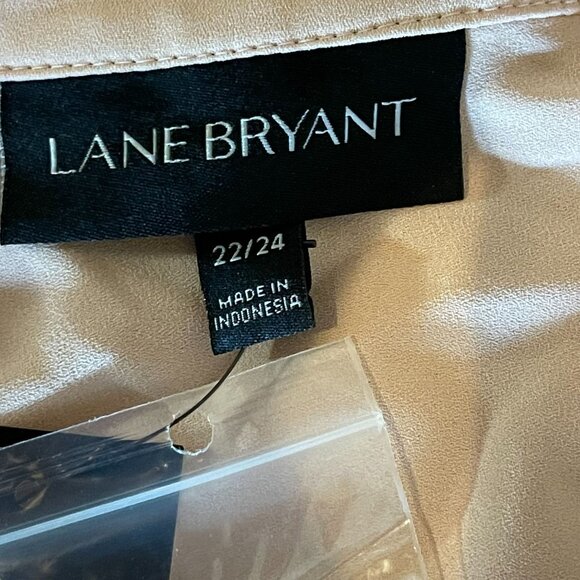 LANE BRYANT
22/24
MADE IN
INDONESIA